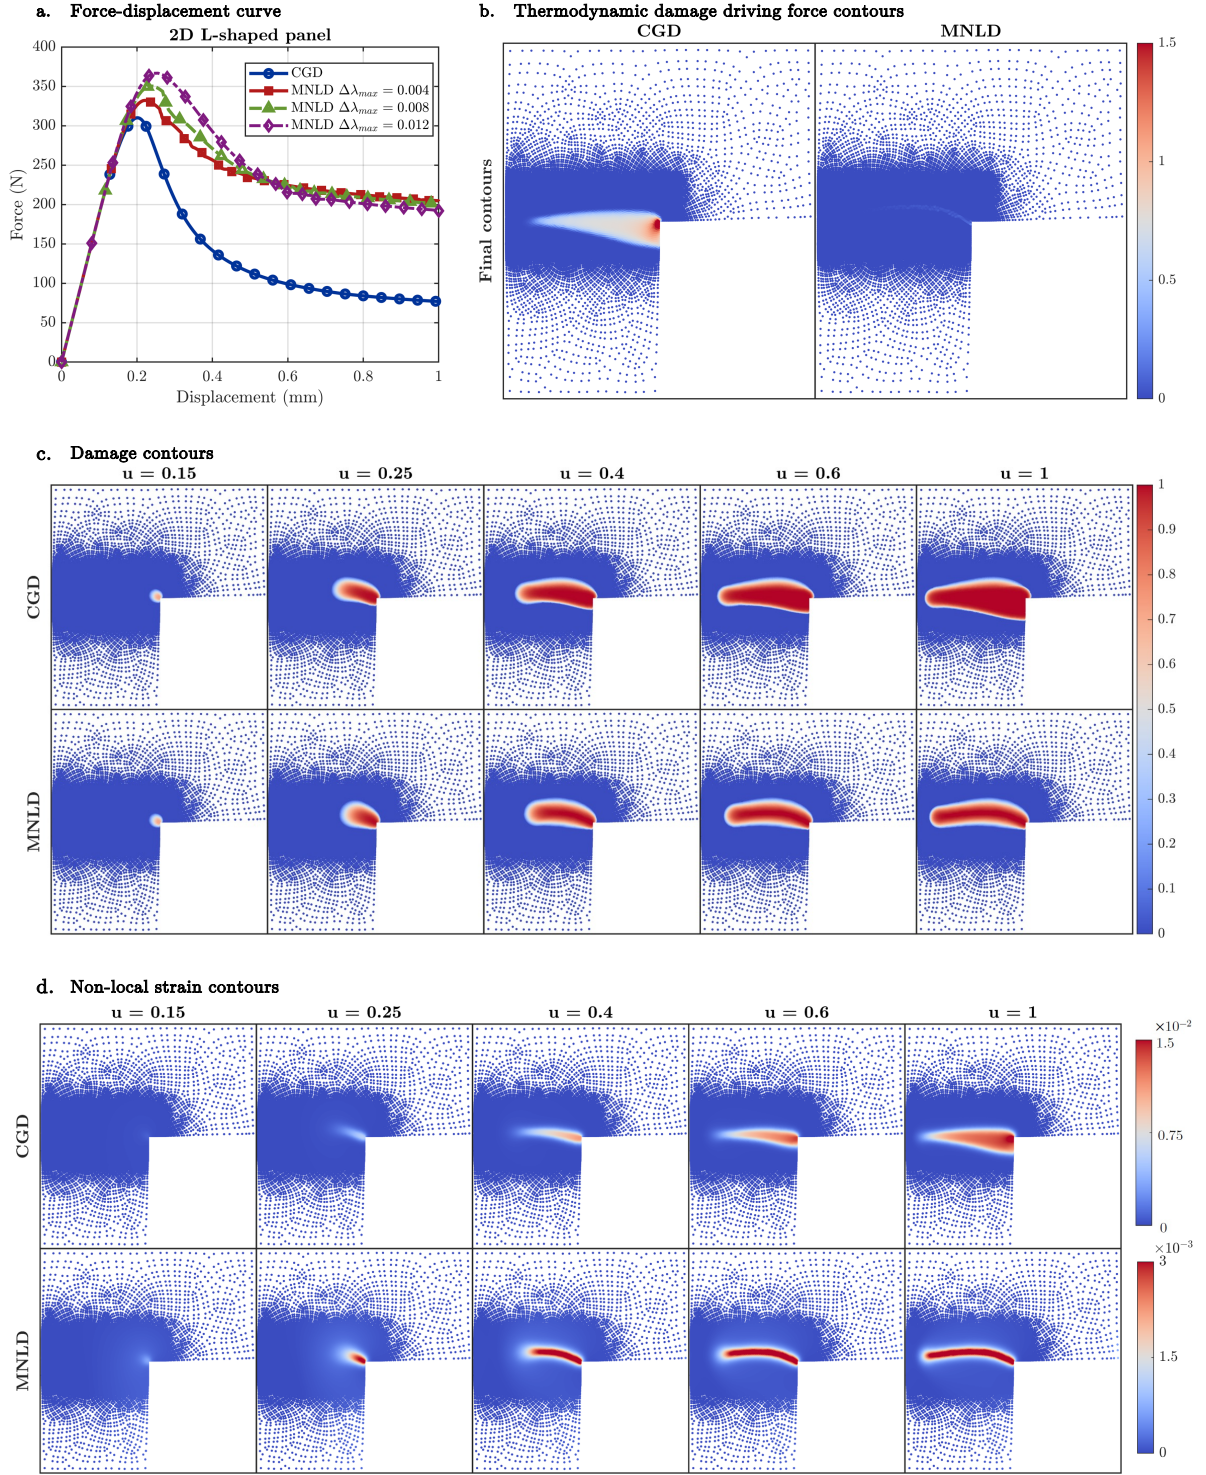 a. Force-displacement curve
2D L-shaped panel
400
350
300
250
200
150
100
50
0
Force (N)
0 0.2 0.4 0.6 0.8 1
Displacement (mm)
CGD
MNLD Δλmax = 0.004
MNLD Δλmax = 0.008
MNLD Δλmax = 0.012
b. Thermodynamic damage driving force contours
CGD MNLD
Final contours
1.5
1
0.5
0
c. Damage contours
u = 0.15 u = 0.25 u = 0.4 u = 0.6 u = 1
CGD
MNLD
1
0.9
0.8
0.7
0.6
0.5
0.4
0.3
0.2
0.1
0
d. Non-local strain contours
u = 0.15 u = 0.25 u = 0.4 u = 0.6 u = 1
CGD
×10⁻²
1.5
0.75
0
MNLD
×10⁻³
3
1.5
0